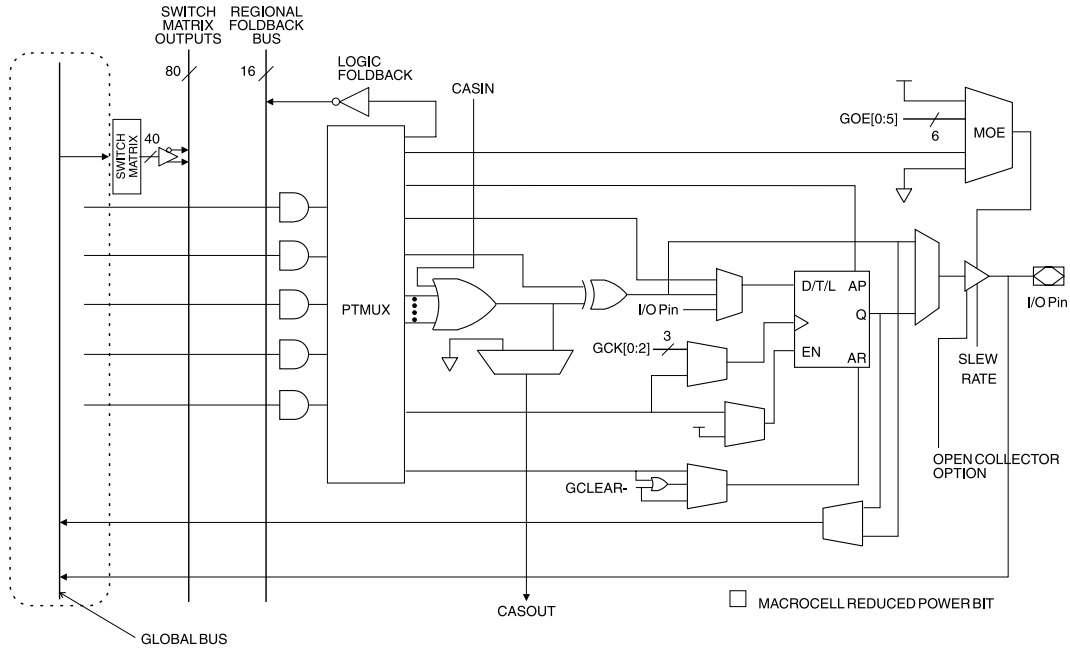 SWITCH
MATRIX
OUTPUTS
REGIONAL
FOLDBACK
BUS
80
16
LOGIC
FOLDBACK
CASIN
SWITCH
MATRIX
40
GOE[0:5]
6
MOE
PTMUX
D/T/L
AP
Q
EN
AR
I/O Pin
I/O Pin
GCK[0:2]
3
SLEW
RATE
OPEN COLLECTOR
OPTION
GCLEAR-
CASOUT
MACROCELL REDUCED POWER BIT
GLOBAL BUS